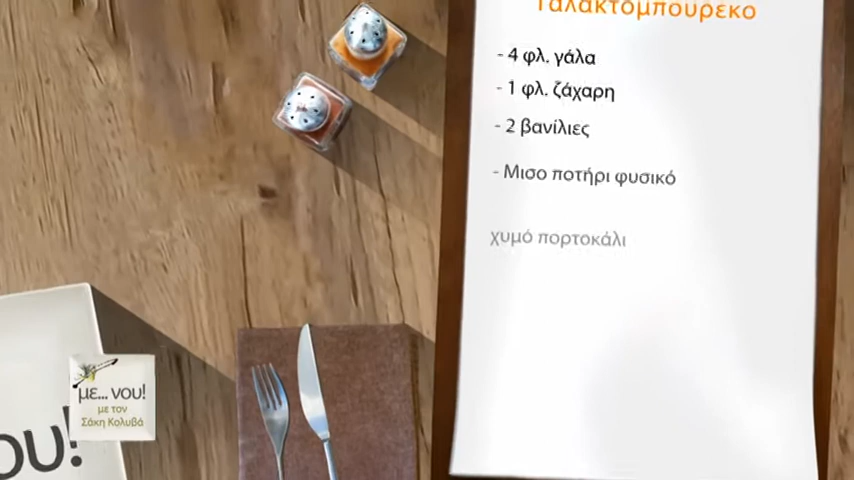 Γαλακτομπούρεκο
- 4 φλ. γάλα
- 1 φλ. ζάχαρη
- 2 βανίλιες
- Μισο ποτήρι φυσικό
χυμό πορτοκάλι
με... νου!
με τον
Σάκη Κολυβά
ου!